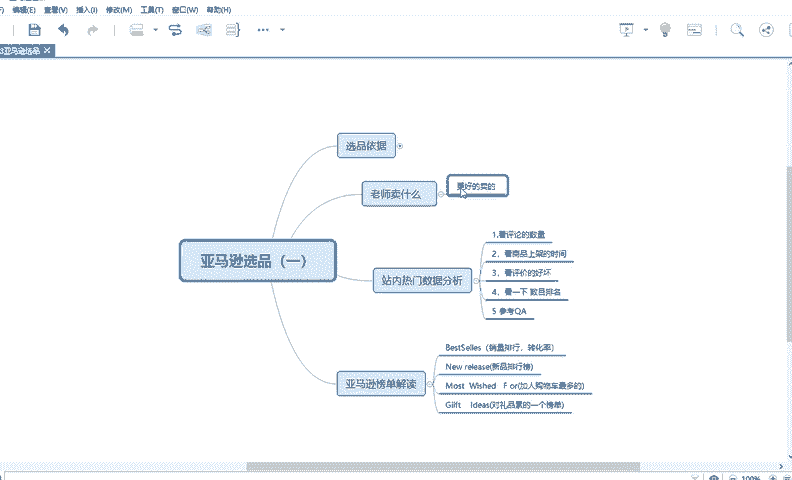 编辑(E) 查看(V) 插入(I) 修改(M) 工具(T) 窗口(W) 帮助(H)
亚马逊选品
选品依据
老师卖什么
好的卖的
亚马逊选品（一）
1.看评论的数量
2、看商品上架的时间
3、看评价的好坏
站内热门数据分析
4、看一下 数目排名
5 参考QA
BestSelles（销量排行、转化率）
New release(新品排行榜)
亚马逊榜单解读
Most Wished F or(加入购物车最多的)
Giift Ideas(对礼品累的一个榜单)
100%